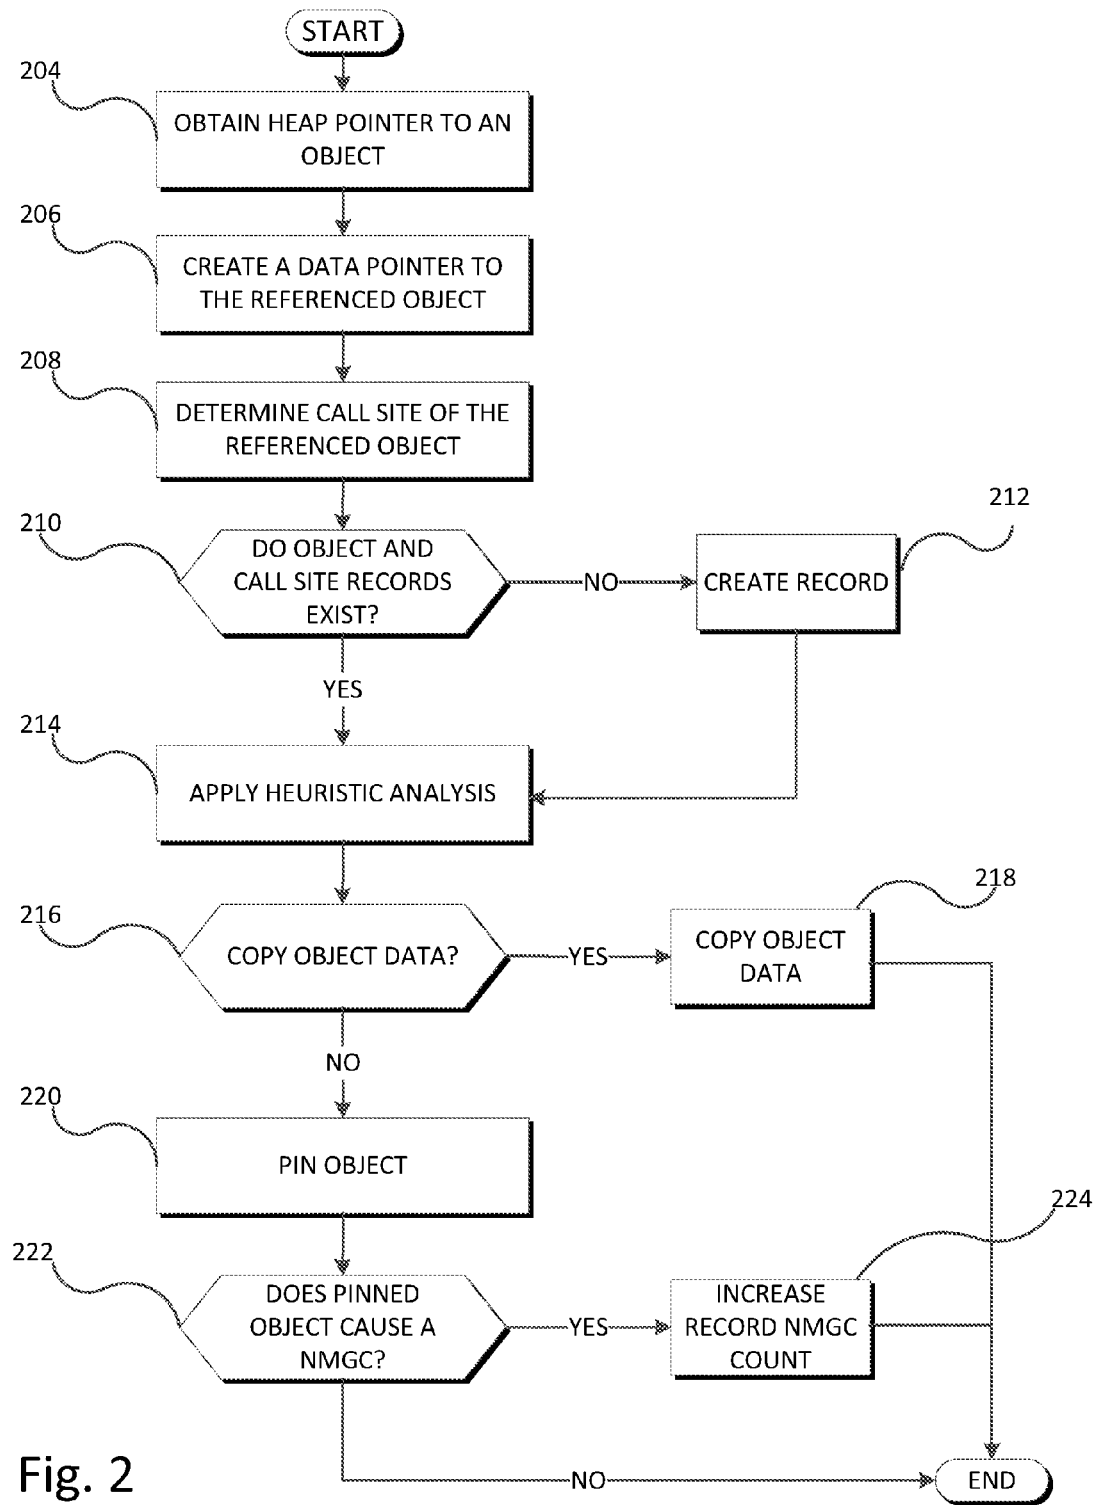 START
204
OBTAIN HEAP POINTER TO AN
OBJECT
206
CREATE A DATA POINTER TO
THE REFERENCED OBJECT
208
DETERMINE CALL SITE OF THE
REFERENCED OBJECT
210
DO OBJECT AND
CALL SITE RECORDS
EXIST?
NO
212
CREATE RECORD
YES
214
APPLY HEURISTIC ANALYSIS
216
COPY OBJECT DATA?
YES
218
COPY OBJECT
DATA
NO
220
PIN OBJECT
222
DOES PINNED
OBJECT CAUSE A
NMGC?
YES
224
INCREASE
RECORD NMGC
COUNT
NO
END
Fig. 2